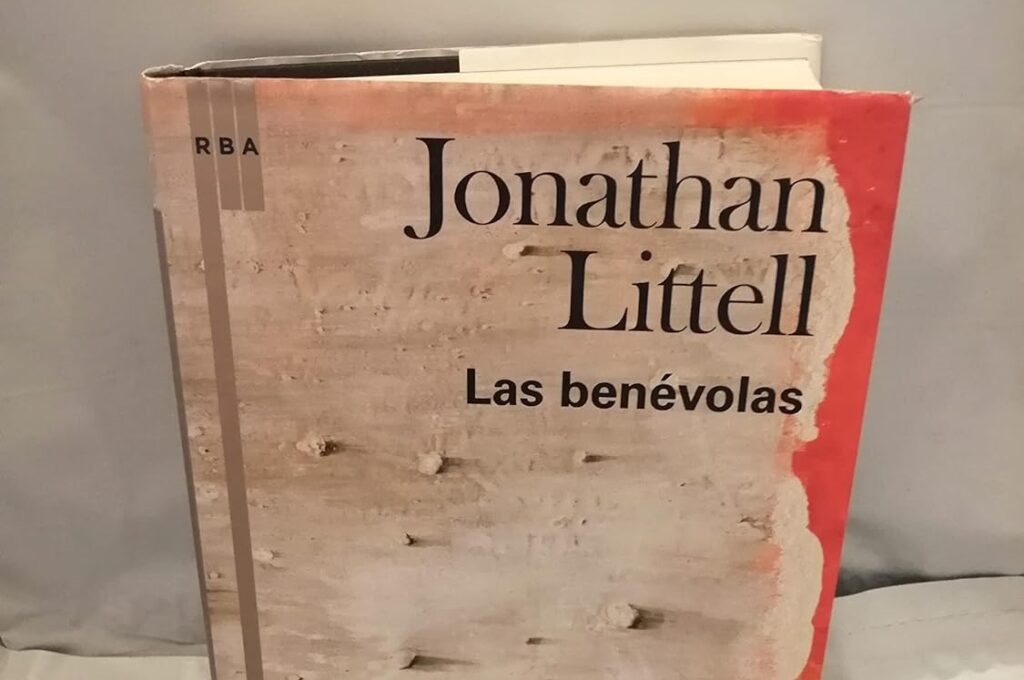 RBA
Jonathan
Littell
Las benévolas